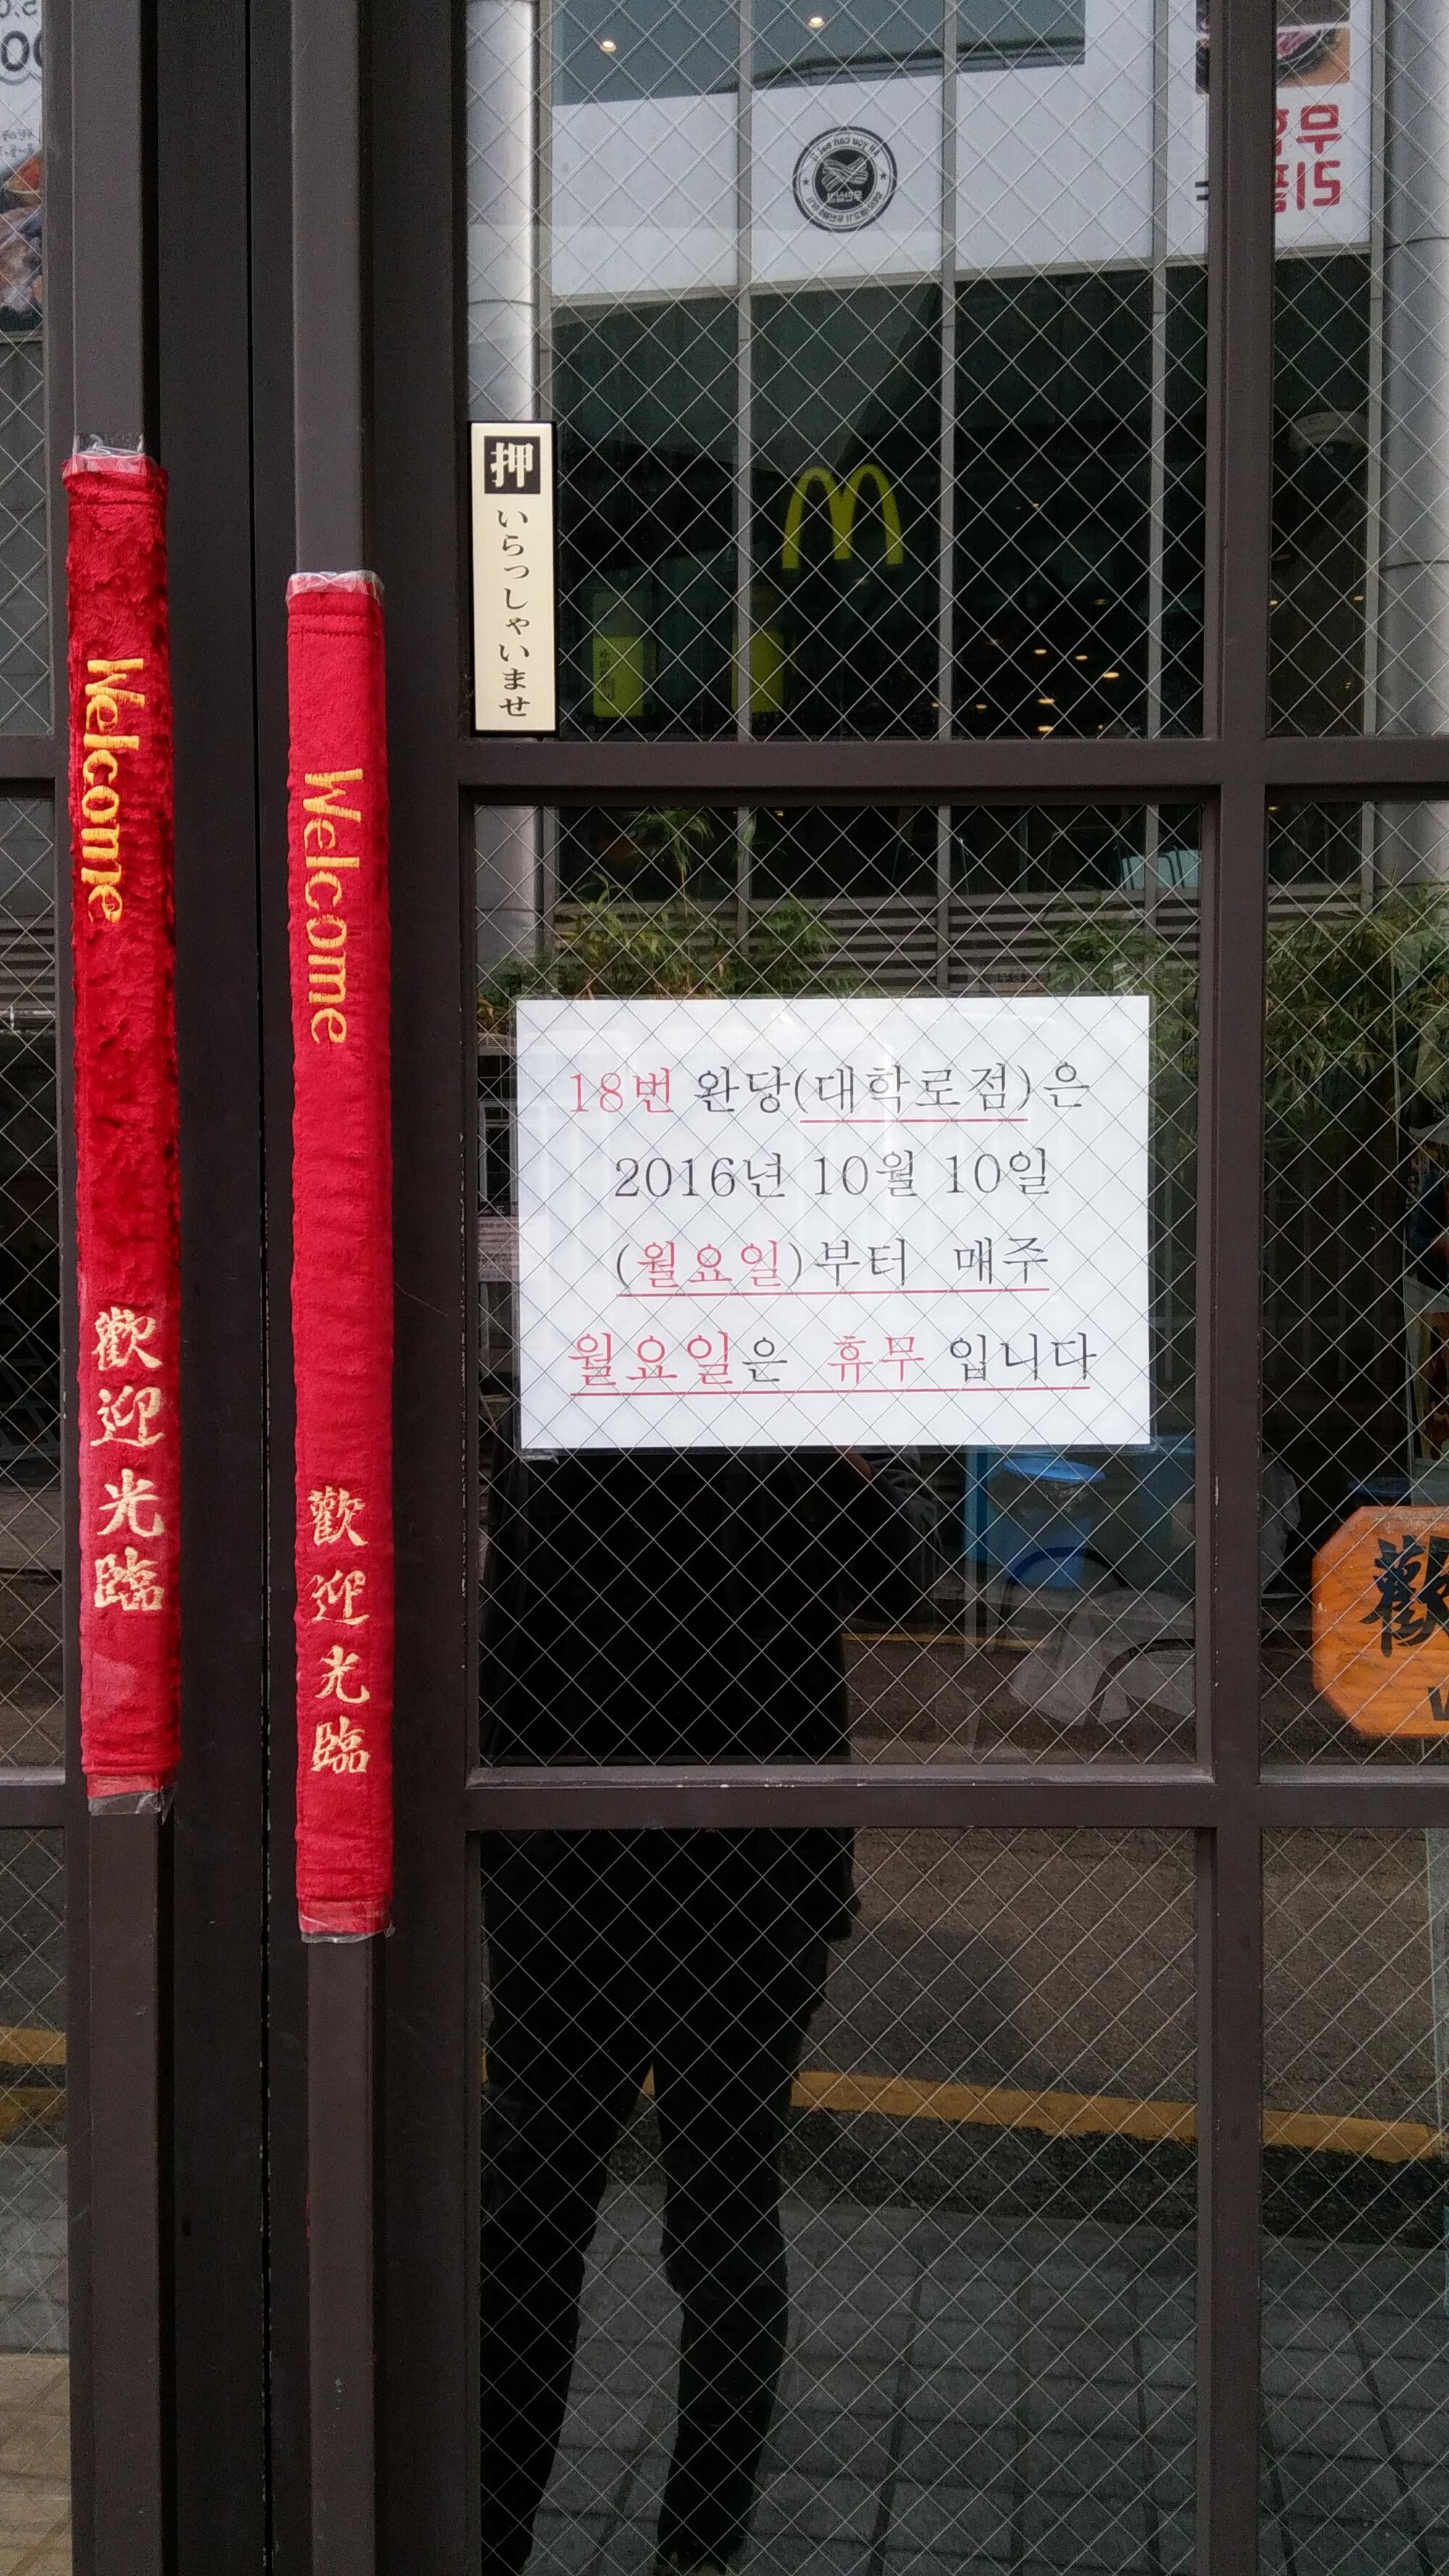 押
いらっしゃいませ
Welcome
歡迎光臨
Welcome
歡迎光臨
18번 완당(대학로점)은
2016년 10월 10일
(월요일)부터 매주
월요일은 휴무 입니다
歡